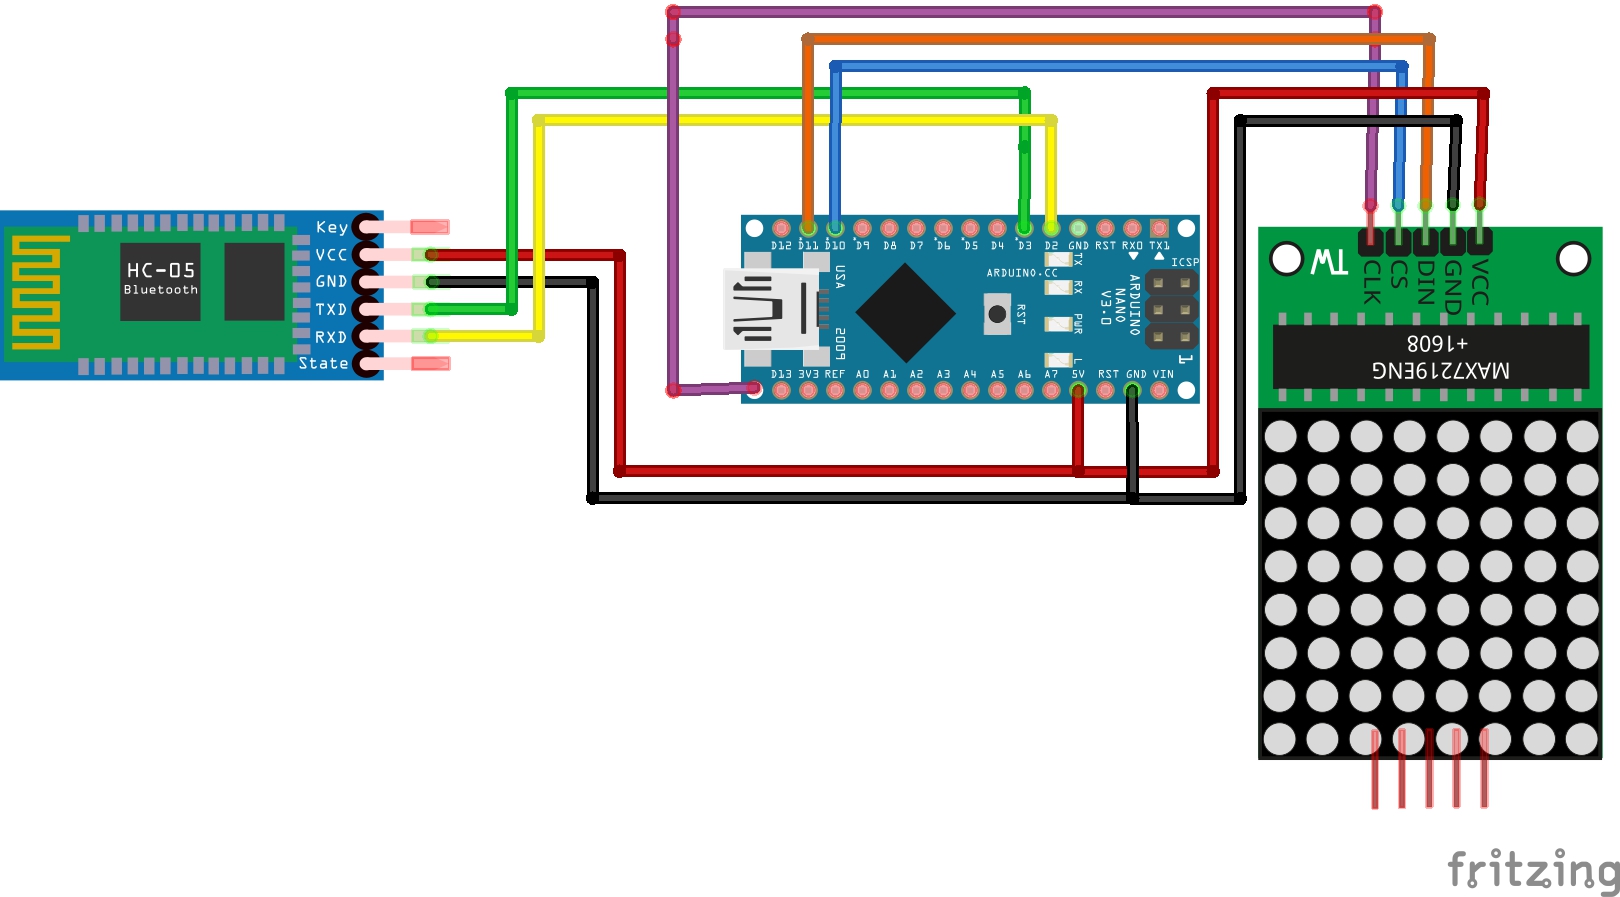 HC-05
Bluetooth
Key
VCC
GND
TXD
RXD
State
D12 D11 D10 D9 D8 D7 D6 D5 D4 D3 D2 GND RST RX0 TX1
USA
2009
ARDUINO.CC
RST
TX
RX
PWR
L
ARDUINO
NANO
V3.0
ICSP
1
D13 3V3 REF A0 A1 A2 A3 A4 A5 A6 A7 5V RST GND VIN
TW
CLK
CS
DIN
GND
VCC
MAX7219ENG
+1608
fritzing